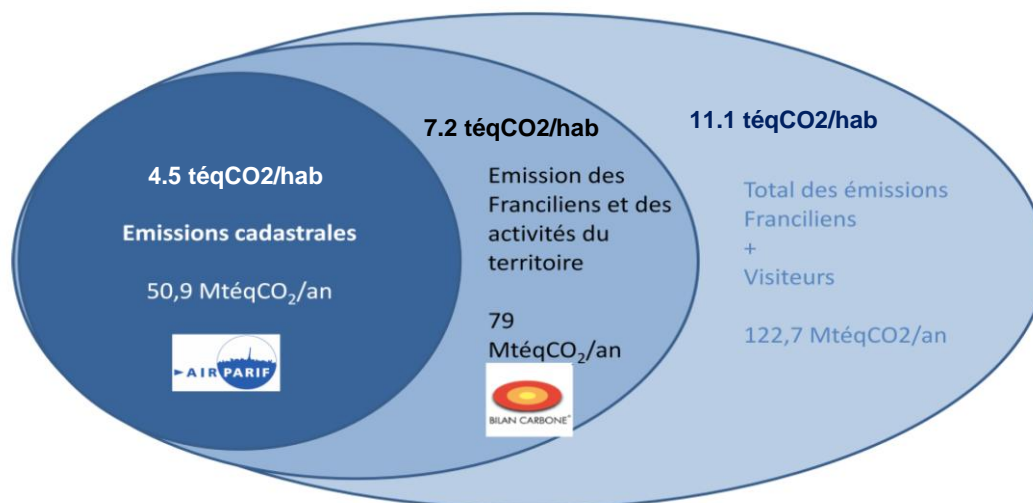 4.5 téqCO2/hab
Emissions cadastrales
50,9 MtéqCO₂/an
►AIRPARIF
7.2 téqCO2/hab
Emission des
Franciliens et des
activités du
territoire
79
MtéqCO₂/an
BILAN CARBONE®
11.1 téqCO2/hab
Total des émissions
Franciliens
+
Visiteurs
122,7 MtéqCO2/an